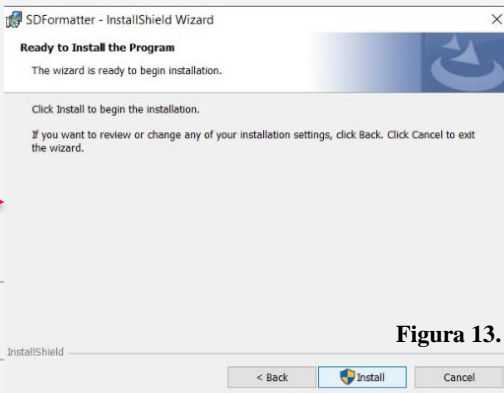 SDFormatter - InstallShield Wizard
Ready to Install the Program
The wizard is ready to begin installation.
Click Install to begin the installation.
If you want to review or change any of your installation settings, click Back. Click Cancel to exit
the wizard.
Figura 13.
InstallShield
< Back Install Cancel